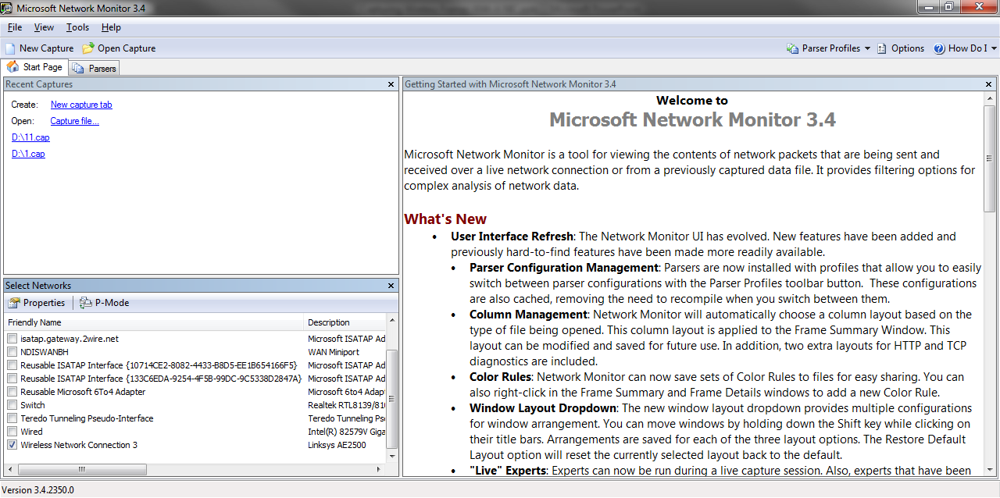 Microsoft Network Monitor 3.4
File View Tools Help
New Capture Open Capture Parser Profiles Options How Do I
Start Page Parsers
Recent Captures
Create: New capture tab
Open: Capture file...
D:\11.cap
D:\1.cap
Select Networks
Properties P-Mode
Friendly Name Description
isatap.gateway.2wire.net Microsoft ISATAP Ad
NDISWANBH WAN Miniport
Reusable ISATAP Interface {10714CE2-8082-4433-B8D5-EE1B654166F5} Microsoft ISATAP Ad
Reusable ISATAP Interface {133C6EDA-9254-4F5B-99DC-9C5338D2847A} Microsoft ISATAP Ad
Reusable Microsoft 6To4 Adapter Microsoft 6to4 Adap
Switch Realtek RTL8139/81
Teredo Tunneling Pseudo-Interface Teredo Tunneling Ps
Wired Intel(R) 82579V Giga
Wireless Network Connection 3 Linksys AE2500
Getting Started with Microsoft Network Monitor 3.4
Welcome to
Microsoft Network Monitor 3.4
Microsoft Network Monitor is a tool for viewing the contents of network packets that are being sent and
received over a live network connection or from a previously captured data file. It provides filtering options for
complex analysis of network data.
What's New
• User Interface Refresh: The Network Monitor UI has evolved. New features have been added and
previously hard-to-find features have been made more readily available.
• Parser Configuration Management: Parsers are now installed with profiles that allow you to easily
switch between parser configurations with the Parser Profiles toolbar button. These configurations
are also cached, removing the need to recompile when you switch between them.
• Column Management: Network Monitor will automatically choose a column layout based on the
type of file being opened. This column layout is applied to the Frame Summary Window. This
layout can be modified and saved for future use. In addition, two extra layouts for HTTP and TCP
diagnostics are included.
• Color Rules: Network Monitor can now save sets of Color Rules to files for easy sharing. You can
also right-click in the Frame Summary and Frame Details windows to add a new Color Rule.
• Window Layout Dropdown: The new window layout dropdown provides multiple configurations
for window arrangement. You can move windows by holding down the Shift key while clicking on
their title bars. Arrangements are saved for each of the three layout options. The Restore Default
Layout option will reset the currently selected layout back to the default.
• "Live" Experts: Experts can now be run during a live capture session. Also, experts that have been
Version 3.4.2350.0